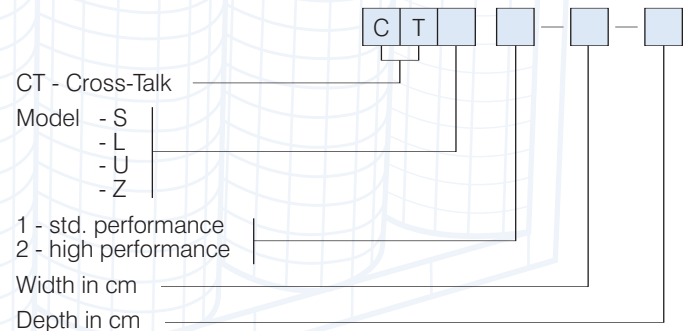 C T - -
CT - Cross-Talk
Model - S
- L
- U
- Z
1 - std. performance
2 - high performance
Width in cm
Depth in cm